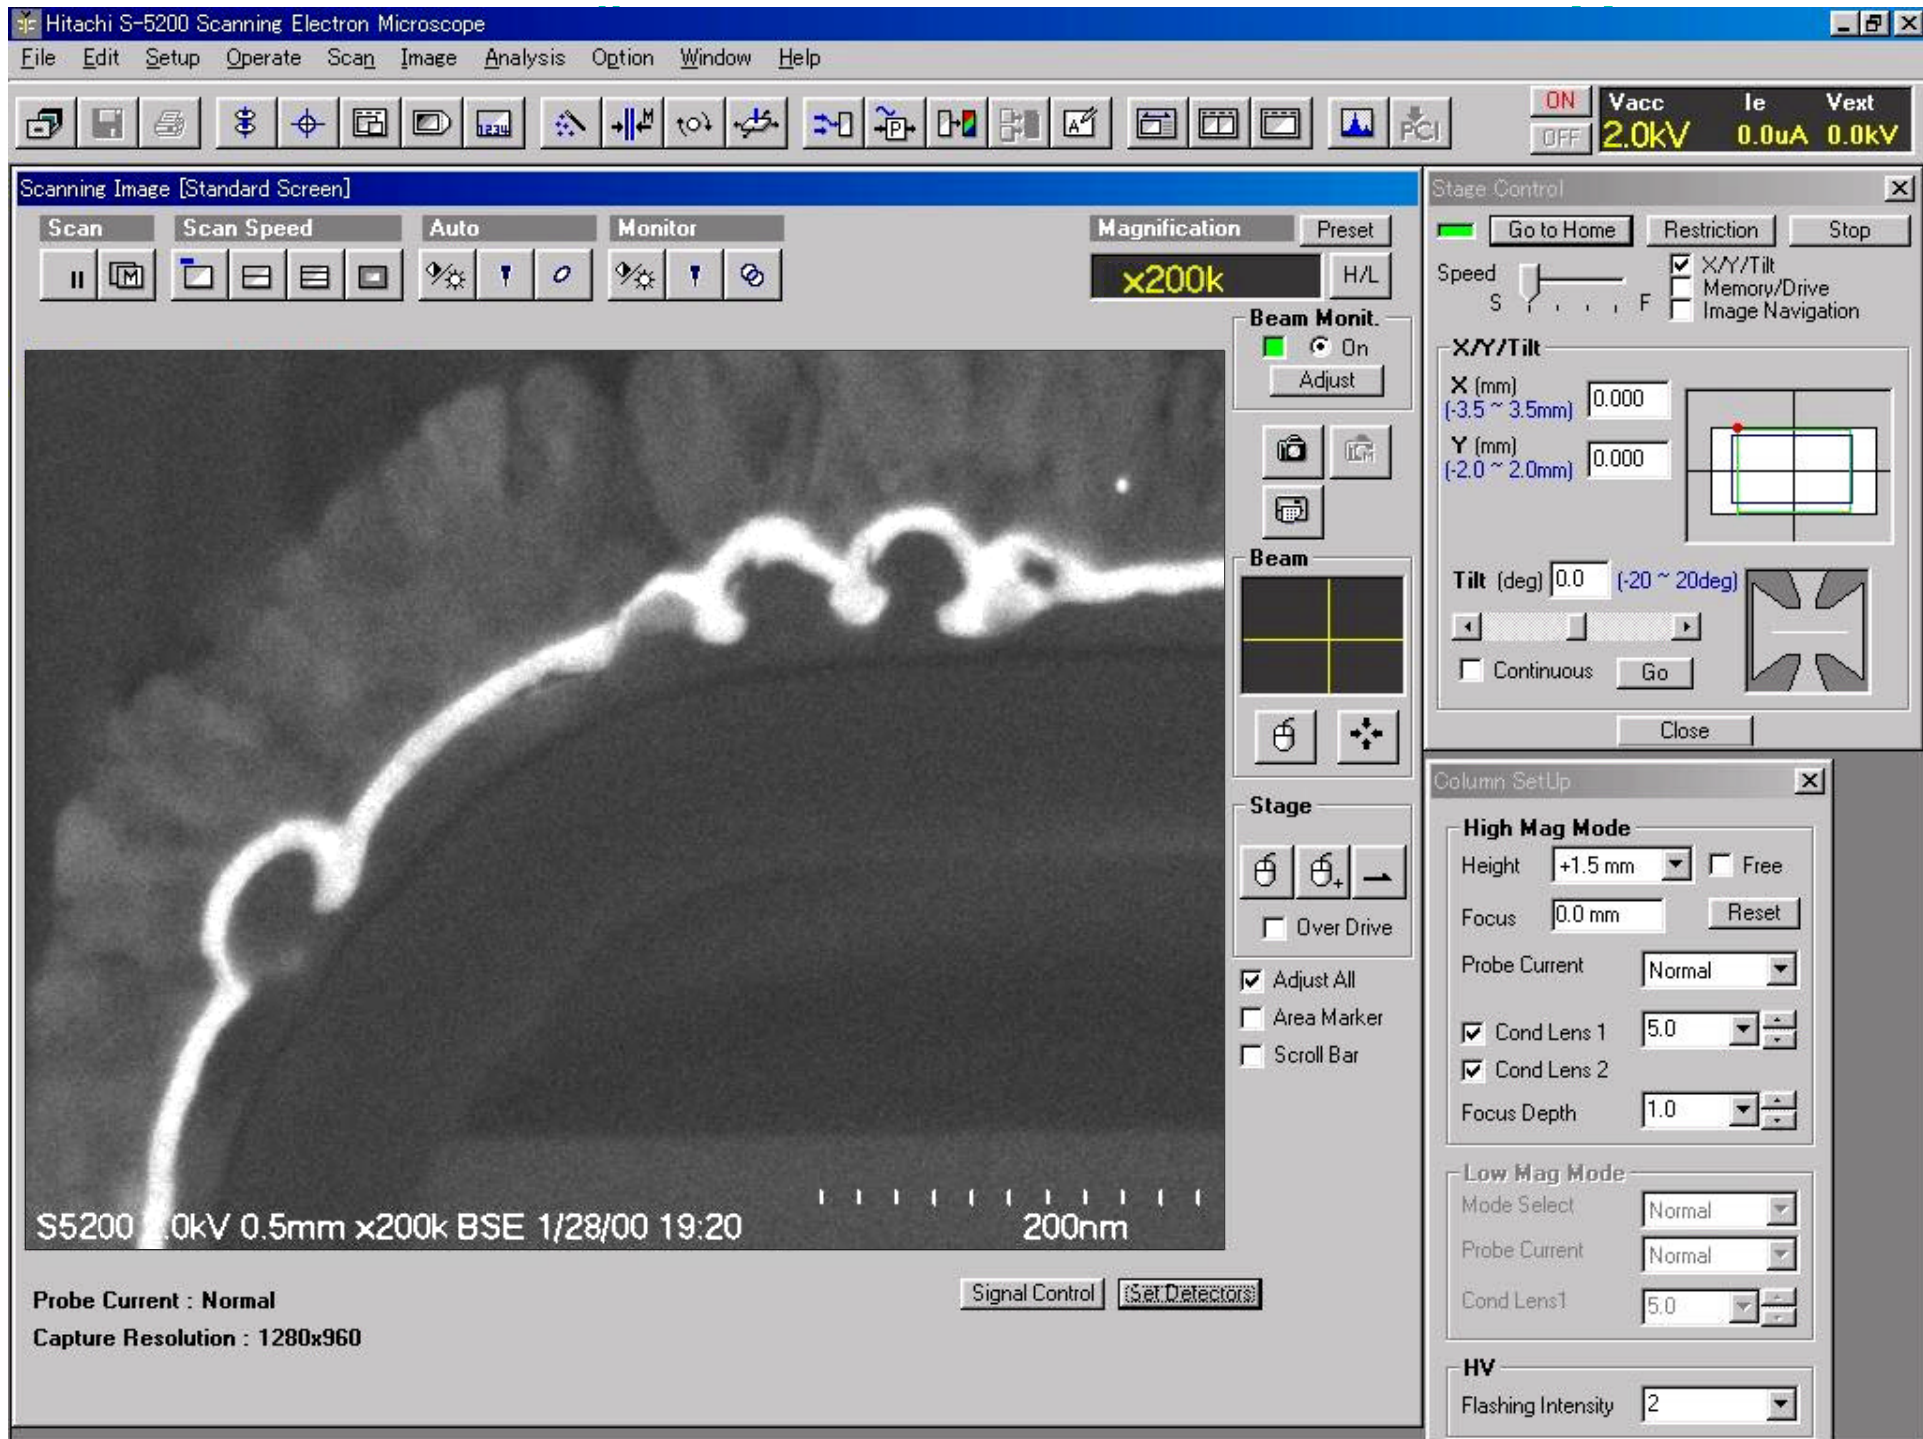 Hitachi S-5200 Scanning Electron Microscope
File Edit Setup Operate Scan Image Analysis Option Window Help
1234
M
P
A
PCI
ON
OFF
Vacc Ie Vext
2.0kV 0.0uA 0.0kV
Scanning Image [Standard Screen]
Scan Scan Speed Auto Monitor
M
Magnification Preset
x200k H/L
Beam Monit.
On
Adjust
Beam
Stage
Over Drive
Adjust All
Area Marker
Scroll Bar
200nm
S5200 .0kV 0.5mm x200k BSE 1/28/00 19:20
Signal Control Set Detectors
Probe Current : Normal
Capture Resolution : 1280x960
Stage Control
Go to Home Restriction Stop
Speed
S F
X/Y/Tilt
Memory/Drive
Image Navigation
X/Y/Tilt
X (mm) 0.000
(-3.5 ~ 3.5mm)
Y (mm) 0.000
(-2.0 ~ 2.0mm)
Tilt (deg) 0.0 (-20 ~ 20deg)
Continuous Go
Close
Column SetUp
High Mag Mode
Height +1.5 mm Free
Focus 0.0 mm Reset
Probe Current Normal
Cond Lens 1 5.0
Cond Lens 2
Focus Depth 1.0
Low Mag Mode
Mode Select Normal
Probe Current Normal
Cond Lens1 5.0
HV
Flashing Intensity 2